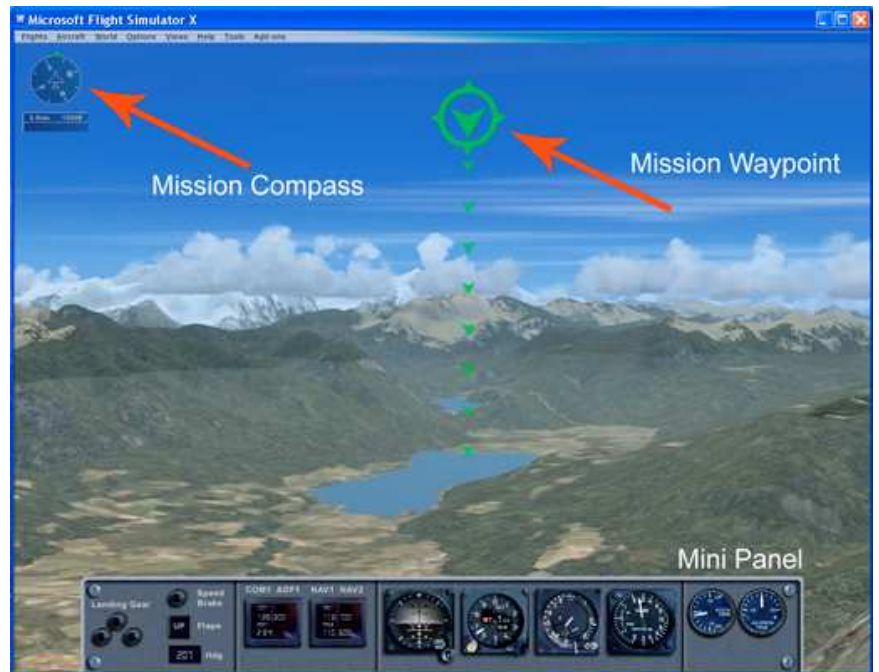 Microsoft Flight Simulator X
Flights Aircraft World Options Views Help Tools Add-ons
Mission Compass
Mission Waypoint
Mini Panel
Landing Gear
Speed Brake
UP Flaps
207 Hdg
COM1 ADF1 NAV1 NAV2